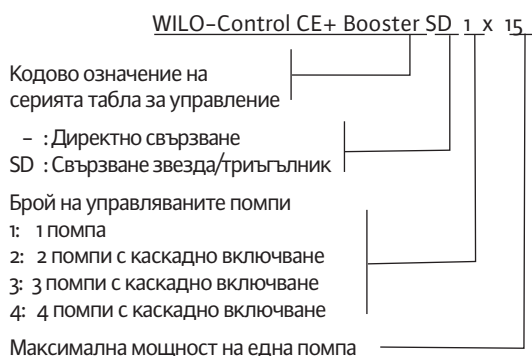 WILO-Control CE+ Booster SD 1 x 15
Кодово означение на
серията табла за управление
– : Директно свързване
SD : Свързване звезда/триъгълник
Брой на управляваните помпи
1: 1 помпа
2: 2 помпи с каскадно включване
3: 3 помпи с каскадно включване
4: 4 помпи с каскадно включване
Максимална мощност на една помпа